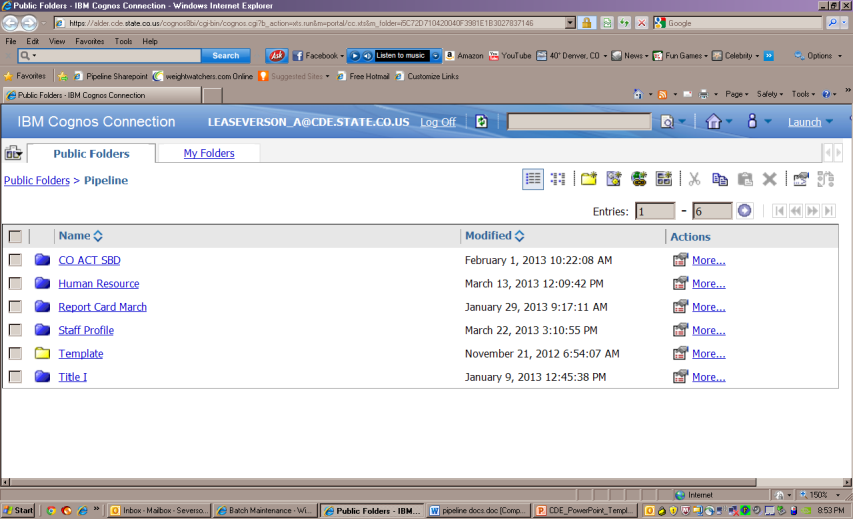 Public Folders - IBM Cognos Connection - Windows Internet Explorer
https://alder.cde.state.co.us/cognos8bi/cgi-bin/cognos.cgi?b_action=xts.run&m=portal/cc.xts&m_folder=i5C72D710420040F3981E1B3027837146
Google
File Edit View Favorites Tools Help
Search Ask Facebook Listen to music Amazon YouTube 40° Denver, CO News Fun Games Celebrity Options
Favorites Pipeline Sharepoint weightwatchers.com Online Suggested Sites Free Hotmail Customize Links
Public Folders - IBM Cognos Connection Page Safety Tools
IBM Cognos Connection LEASEVERSON_A@CDE.STATE.CO.US Log Off Launch
Public Folders My Folders
Public Folders > Pipeline
Entries: 1 - 6
Name Modified Actions
CO ACT SBD February 1, 2013 10:22:08 AM More...
Human Resource March 13, 2013 12:09:42 PM More...
Report Card March January 29, 2013 9:17:11 AM More...
Staff Profile March 22, 2013 3:10:55 PM More...
Template November 21, 2012 6:54:07 AM More...
Title I January 9, 2013 12:45:38 PM More...
Internet 150%
Start Inbox - Mailbox - Severso... Batch Maintenance - Wi... Public Folders - IBM... pipeline docs.doc [Comp... CDE_PowerPoint_Templ... 8:53 PM